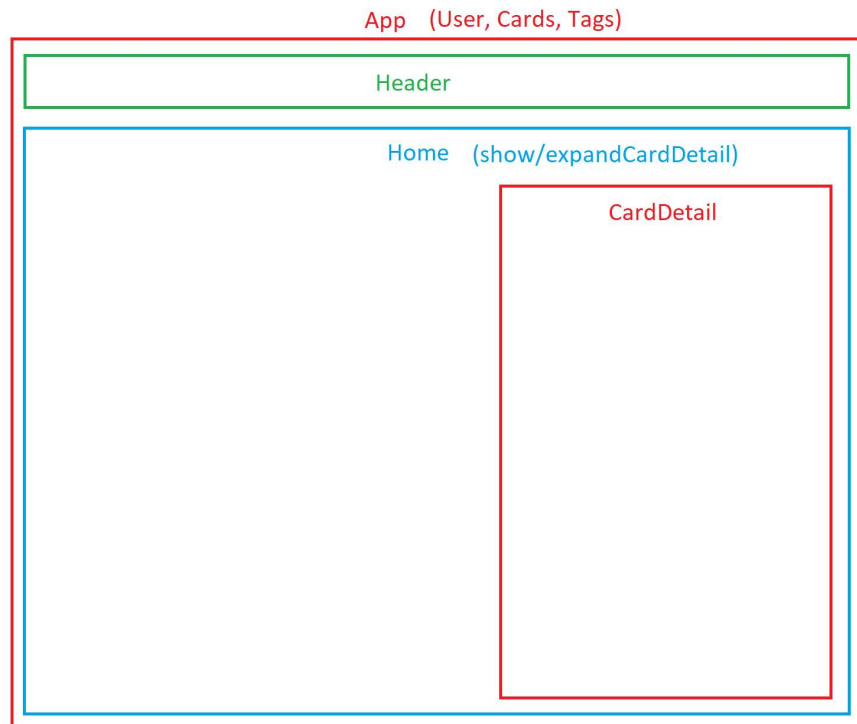 App (User, Cards, Tags)
Header
Home (show/expandCardDetail)
CardDetail